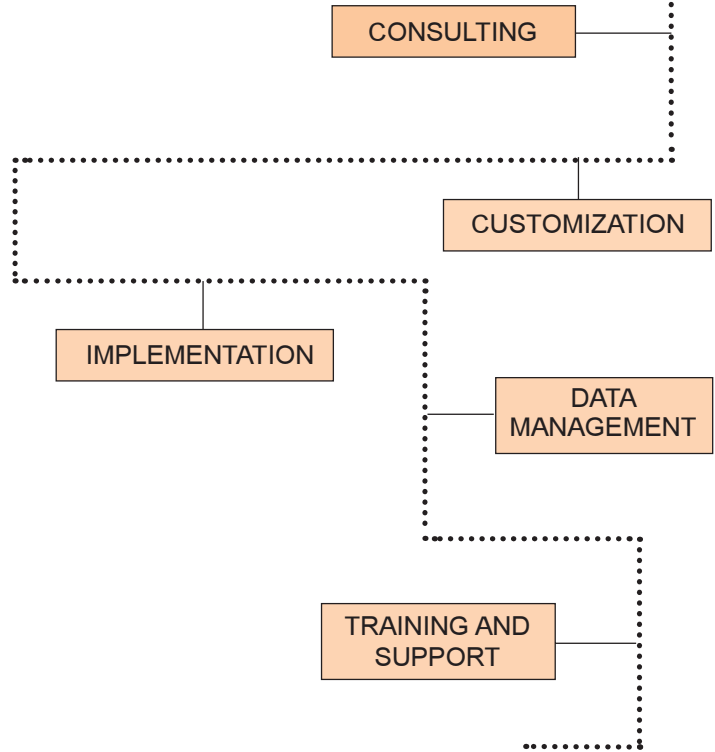 CONSULTING
CUSTOMIZATION
IMPLEMENTATION
DATA
MANAGEMENT
TRAINING AND
SUPPORT